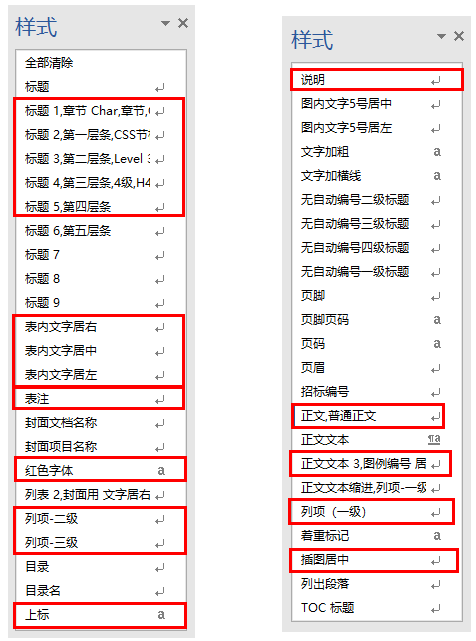 样式
全部清除
标题
标题 1,章节 Char,章节,
标题 2,第一层条,CSS节
标题 3,第二层条,Level 3
标题 4,第三层条,4级,H4
标题 5,第四层条
标题 6,第五层条
标题 7
标题 8
标题 9
表内文字居右
表内文字居中
表内文字居左
表注
封面文档名称
封面项目名称
红色字体 a
列表 2,封面用 文字居右
列项-二级
列项-三级
目录
目录名
上标 a
样式
说明
图内文字5号居中
图内文字5号居左
文字加粗 a
文字加横线 a
无自动编号二级标题
无自动编号三级标题
无自动编号四级标题
无自动编号一级标题
页脚
页脚页码 a
页码 a
页眉
招标编号
正文,普通正文
正文文本 ¶a
正文文本 3,图例编号 居
正文文本缩进,列项-一级
列项（一级）
着重标记 a
插图居中
列出段落
TOC 标题